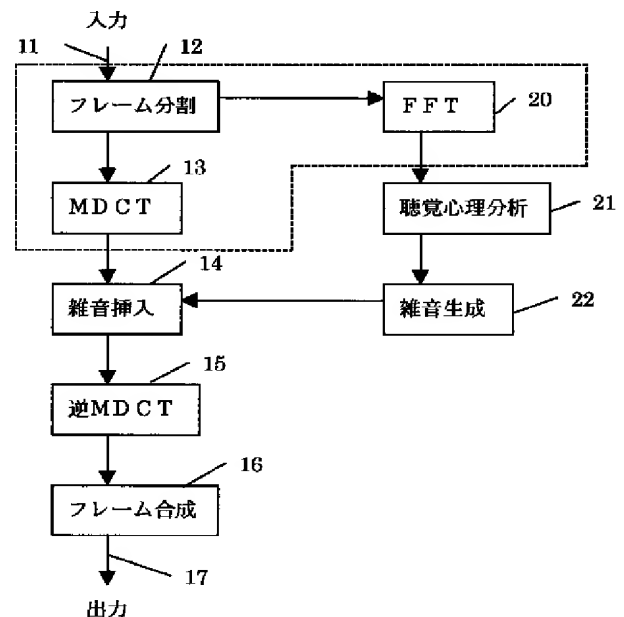 入力
11
12
フレーム分割
FFT
20
13
MDCT
聴覚心理分析
21
14
雑音挿入
雑音生成
22
15
逆MDCT
16
フレーム合成
17
出力